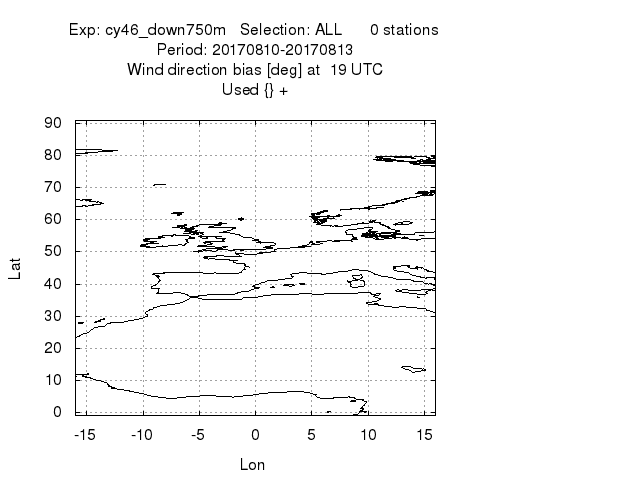 Exp: cy46_down750m Selection: ALL 0 stations
Period: 20170810-20170813
Wind direction bias [deg] at 19 UTC
Used {} +
90
80
70
60
50
40
30
20
10
0
Lat
-15 -10 -5 0 5 10 15
Lon